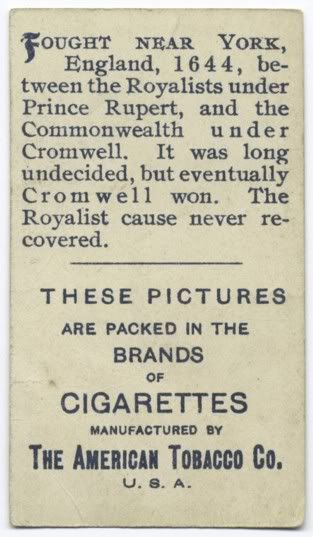 FOUGHT NEAR YORK,
England, 1644, be-
tween the Royalists under
Prince Rupert, and the
Commonwealth under
Cromwell. It was long
undecided, but eventually
Cromwell won. The
Royalist cause never re-
covered.
THESE PICTURES
ARE PACKED IN THE
BRANDS
OF
CIGARETTES
MANUFACTURED BY
THE AMERICAN TOBACCO CO.
U. S. A.